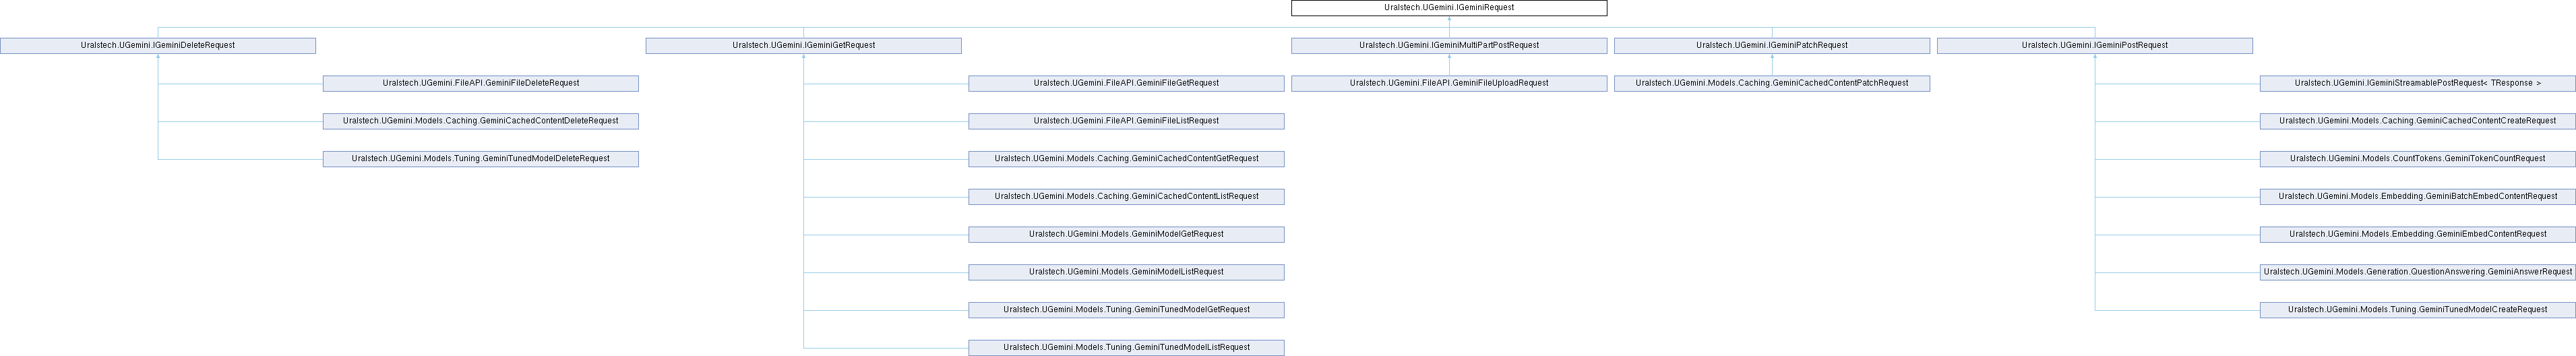 Uralstech.UGemini.IGeminiRequest
Uralstech.UGemini.IGeminiDeleteRequest
Uralstech.UGemini.IGeminiGetRequest
Uralstech.UGemini.IGeminiMultiPartPostRequest
Uralstech.UGemini.IGeminiPatchRequest
Uralstech.UGemini.IGeminiPostRequest
Uralstech.UGemini.FileAPI.GeminiFileDeleteRequest
Uralstech.UGemini.FileAPI.GeminiFileGetRequest
Uralstech.UGemini.FileAPI.GeminiFileUploadRequest
Uralstech.UGemini.Models.Caching.GeminiCachedContentPatchRequest
Uralstech.UGemini.IGeminiStreamablePostRequest< TResponse >
Uralstech.UGemini.Models.Caching.GeminiCachedContentDeleteRequest
Uralstech.UGemini.FileAPI.GeminiFileListRequest
Uralstech.UGemini.Models.Caching.GeminiCachedContentCreateRequest
Uralstech.UGemini.Models.Tuning.GeminiTunedModelDeleteRequest
Uralstech.UGemini.Models.Caching.GeminiCachedContentGetRequest
Uralstech.UGemini.Models.CountTokens.GeminiTokenCountRequest
Uralstech.UGemini.Models.Caching.GeminiCachedContentListRequest
Uralstech.UGemini.Models.Embedding.GeminiBatchEmbedContentRequest
Uralstech.UGemini.Models.GeminiModelGetRequest
Uralstech.UGemini.Models.Embedding.GeminiEmbedContentRequest
Uralstech.UGemini.Models.GeminiModelListRequest
Uralstech.UGemini.Models.Generation.QuestionAnswering.GeminiAnswerRequest
Uralstech.UGemini.Models.Tuning.GeminiTunedModelGetRequest
Uralstech.UGemini.Models.Tuning.GeminiTunedModelCreateRequest
Uralstech.UGemini.Models.Tuning.GeminiTunedModelListRequest